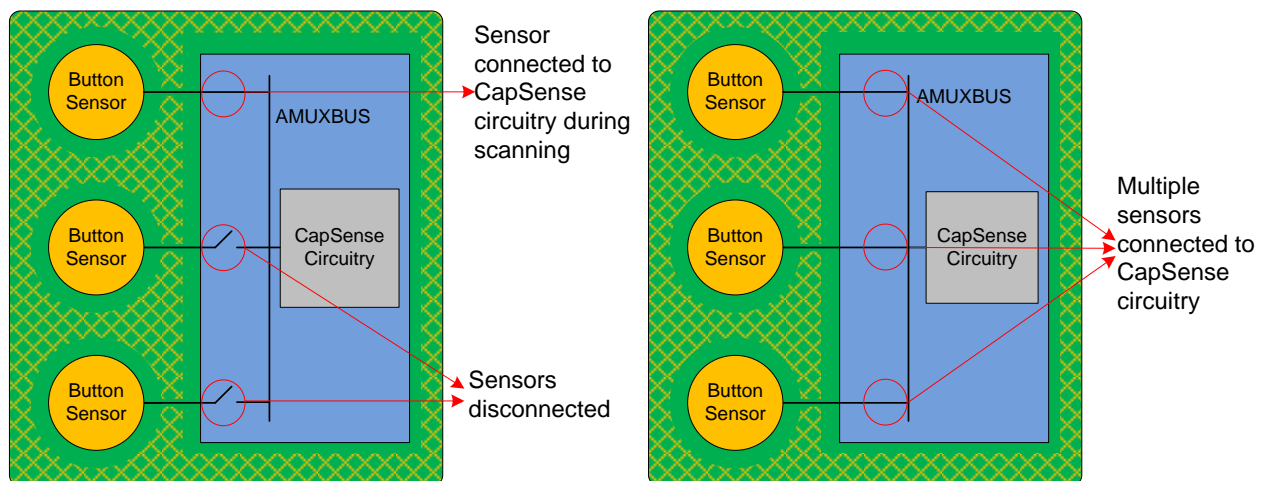 Button
Sensor
AMUXBUS
Sensor
connected to
CapSense
circuitry during
scanning
Button
Sensor
CapSense
Circuitry
Button
Sensor
Sensors
disconnected
Button
Sensor
AMUXBUS
Button
Sensor
CapSense
Circuitry
Multiple
sensors
connected to
CapSense
circuitry
Button
Sensor